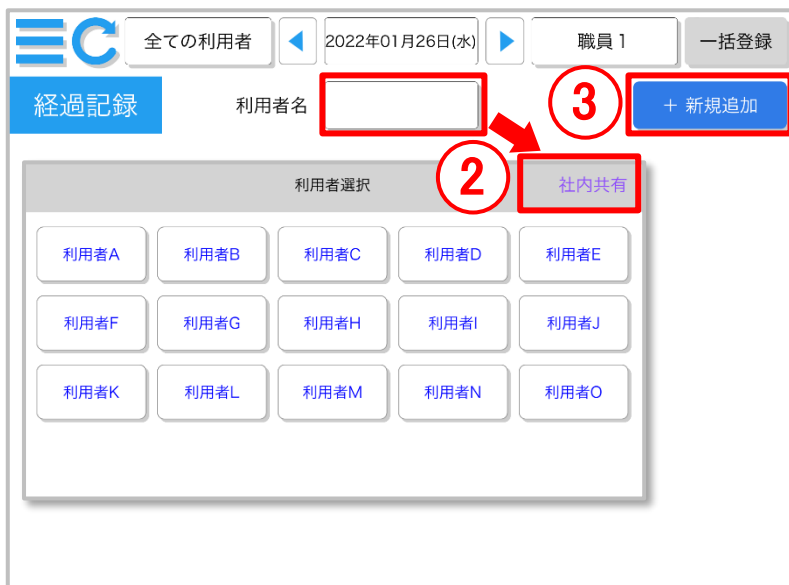 全ての利用者 2022年01月26日(水) 職員1 一括登録
経過記録 利用者名 ③ + 新規追加
利用者選択 ② 社内共有
利用者A 利用者B 利用者C 利用者D 利用者E
利用者F 利用者G 利用者H 利用者I 利用者J
利用者K 利用者L 利用者M 利用者N 利用者O